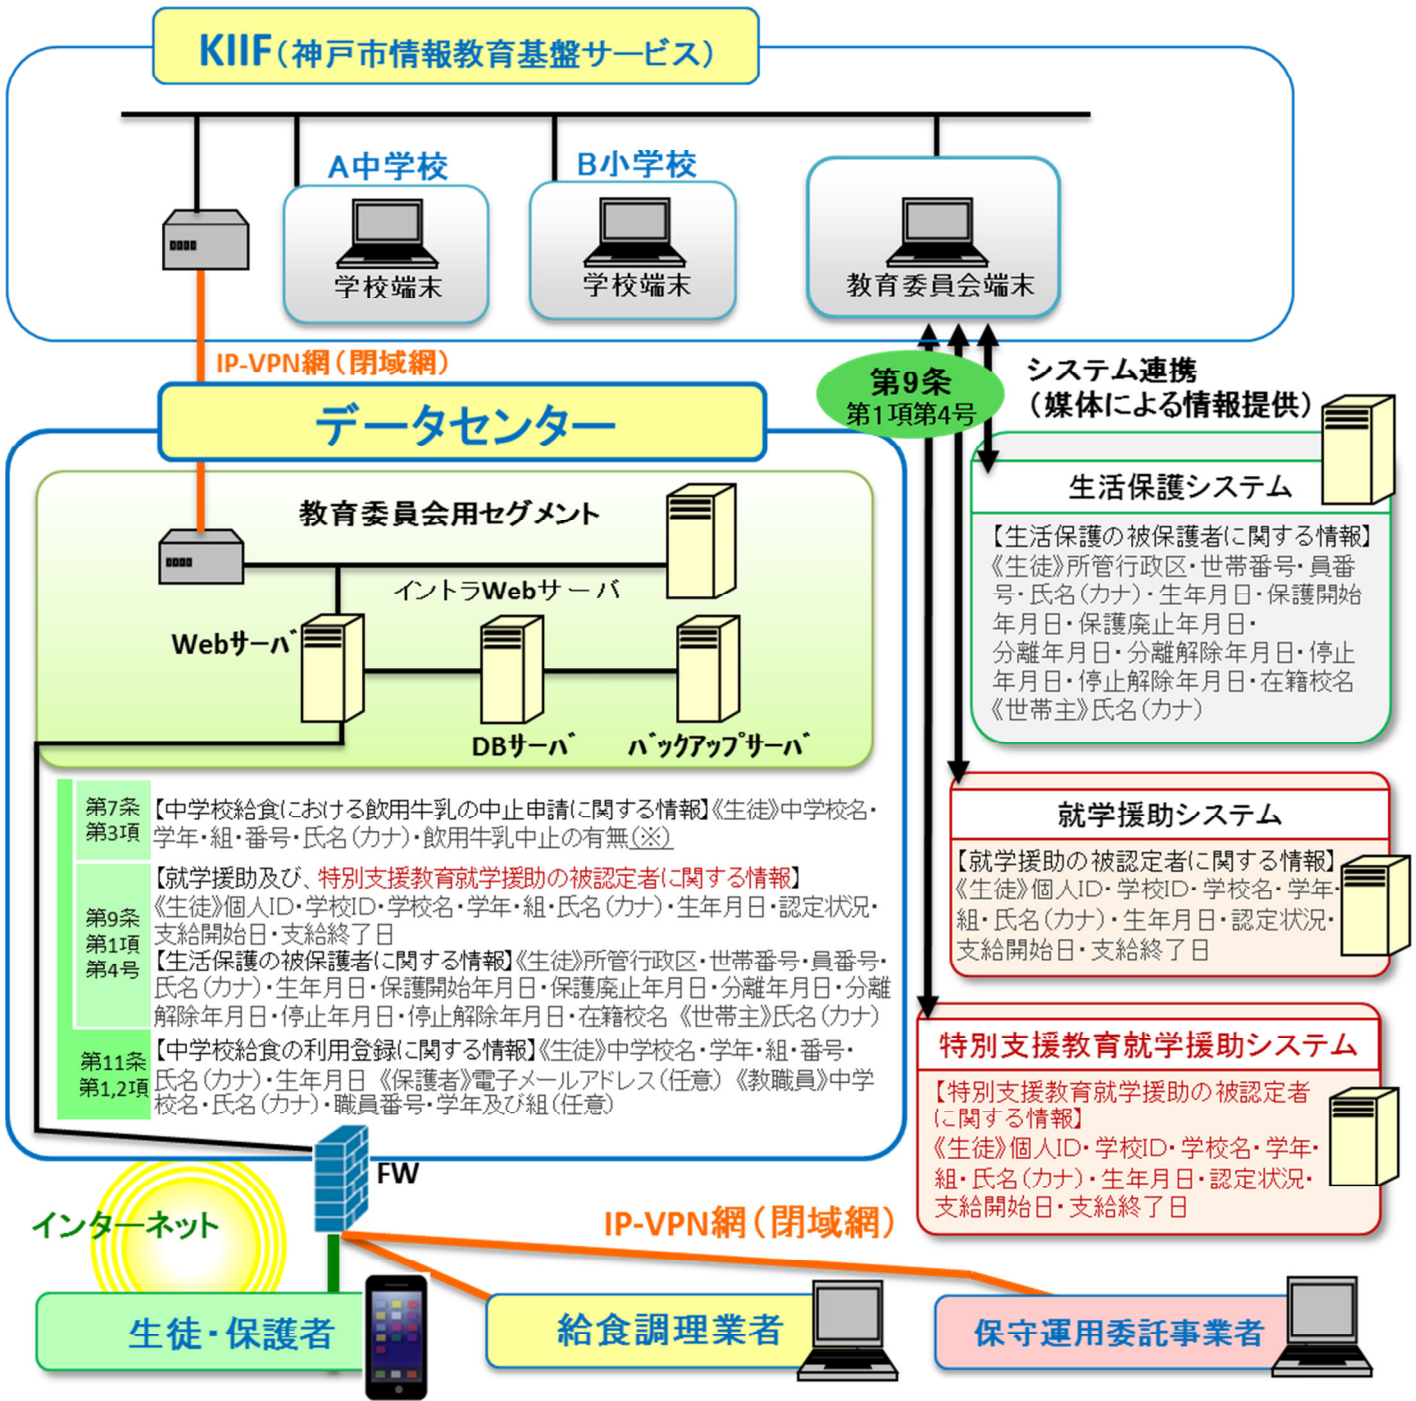 KIIF(神戸市情報教育基盤サービス)
A中学校
B小学校
学校端末
学校端末
教育委員会端末
IP-VPN網(閉域網)
第9条
第1項第4号
システム連携
(媒体による情報提供)
データセンター
教育委員会用セグメント
イントラWebサーバ
Webサーバ
DBサーバ
バックアップサーバ
生活保護システム
【生活保護の被保護者に関する情報】
《生徒》所管行政区・世帯番号・員番
号・氏名(カナ)・生年月日・保護開始
年月日・保護廃止年月日・
分離年月日・分離解除年月日・停止
年月日・停止解除年月日・在籍校名
《世帯主》氏名(カナ)
第7条
第3項
【中学校給食における飲用牛乳の中止申請に関する情報】《生徒》中学校名・
学年・組・番号・氏名(カナ)・飲用牛乳中止の有無(※)
第9条
第1項
第4号
【就学援助及び、特別支援教育就学援助の被認定者に関する情報】
《生徒》個人ID・学校ID・学校名・学年・組・氏名(カナ)・生年月日・認定状況・
支給開始日・支給終了日
【生活保護の被保護者に関する情報】《生徒》所管行政区・世帯番号・員番号・
氏名(カナ)・生年月日・保護開始年月日・保護廃止年月日・分離年月日・分離
解除年月日・停止年月日・停止解除年月日・在籍校名 《世帯主》氏名(カナ)
第11条
第1,2項
【中学校給食の利用登録に関する情報】《生徒》中学校名・学年・組・番号・
氏名(カナ)・生年月日 《保護者》電子メールアドレス(任意) 《教職員》中学
校名・氏名(カナ)・職員番号・学年及び組(任意)
就学援助システム
【就学援助の被認定者に関する情報】
《生徒》個人ID・学校ID・学校名・学年・
組・氏名(カナ)・生年月日・認定状況・
支給開始日・支給終了日
特別支援教育就学援助システム
【特別支援教育就学援助の被認定者
に関する情報】
《生徒》個人ID・学校ID・学校名・学年・
組・氏名(カナ)・生年月日・認定状況・
支給開始日・支給終了日
FW
インターネット
IP-VPN網(閉域網)
生徒・保護者
給食調理業者
保守運用委託事業者